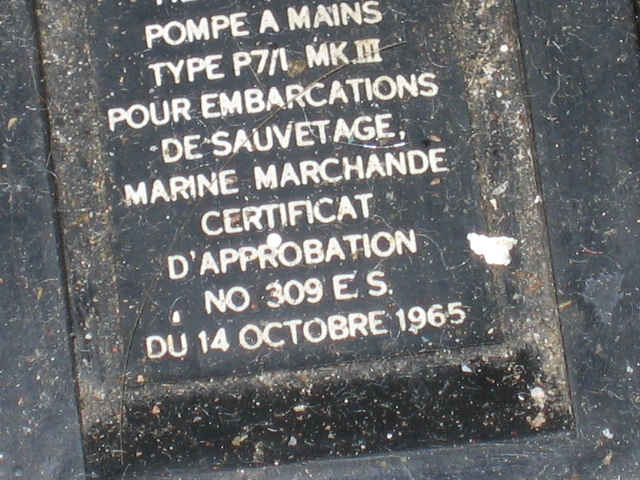 POMPE A MAINS
TYPE P7/1 MK.III
POUR EMBARCATIONS
DE SAUVETAGE,
MARINE MARCHANDE
CERTIFICAT
D'APPROBATION
NO. 309 E.S.
DU 14 OCTOBRE 1965